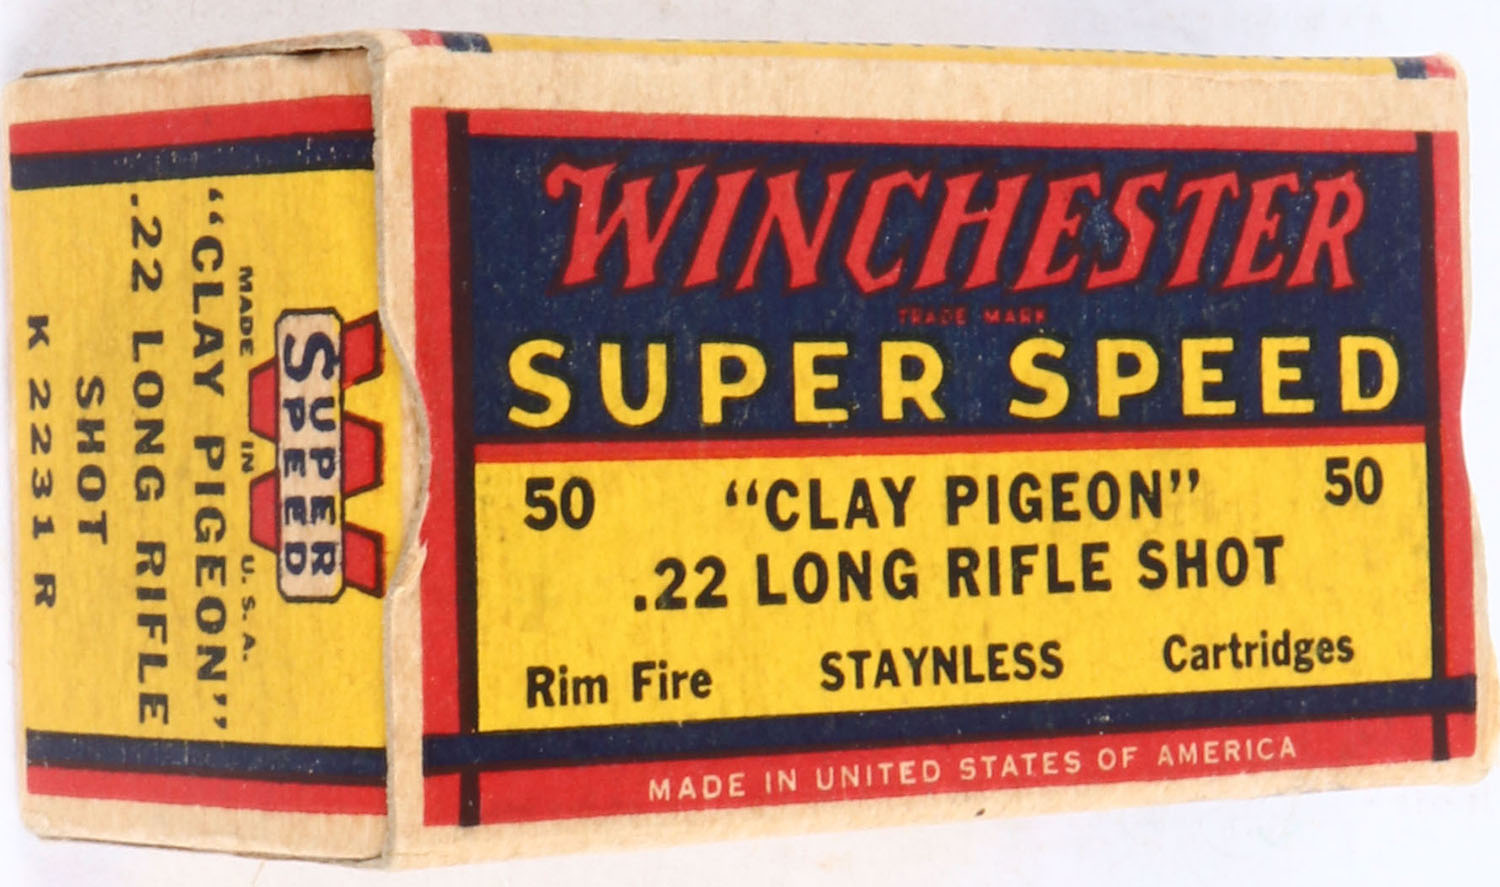 WINCHESTER
TRADE MARK
SUPER SPEED
50 "CLAY PIGEON" 50
.22 LONG RIFLE SHOT
Rim Fire STAYNLESS Cartridges
MADE IN UNITED STATES OF AMERICA
SUPER
SPEED
MADE IN U.S.A.
"CLAY PIGEON"
.22 LONG RIFLE
SHOT
K 2231 R